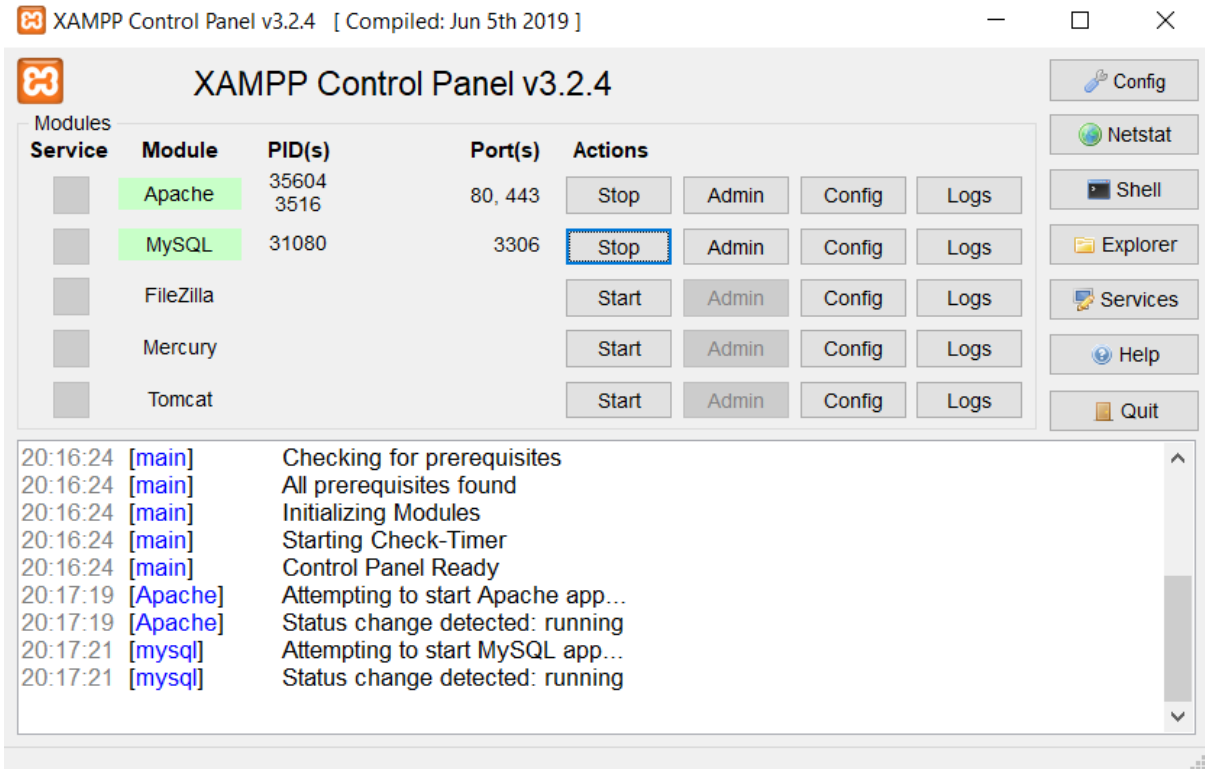 XAMPP Control Panel v3.2.4 [ Compiled: Jun 5th 2019 ]
XAMPP Control Panel v3.2.4
Config
Modules
Netstat
Service Module PID(s) Port(s) Actions
Apache 35604 3516 80, 443 Stop Admin Config Logs
Shell
MySQL 31080 3306 Stop Admin Config Logs
Explorer
FileZilla Start Admin Config Logs
Services
Mercury Start Admin Config Logs
Help
Tomcat Start Admin Config Logs
Quit
20:16:24 [main] Checking for prerequisites
20:16:24 [main] All prerequisites found
20:16:24 [main] Initializing Modules
20:16:24 [main] Starting Check-Timer
20:16:24 [main] Control Panel Ready
20:17:19 [Apache] Attempting to start Apache app...
20:17:19 [Apache] Status change detected: running
20:17:21 [mysql] Attempting to start MySQL app...
20:17:21 [mysql] Status change detected: running